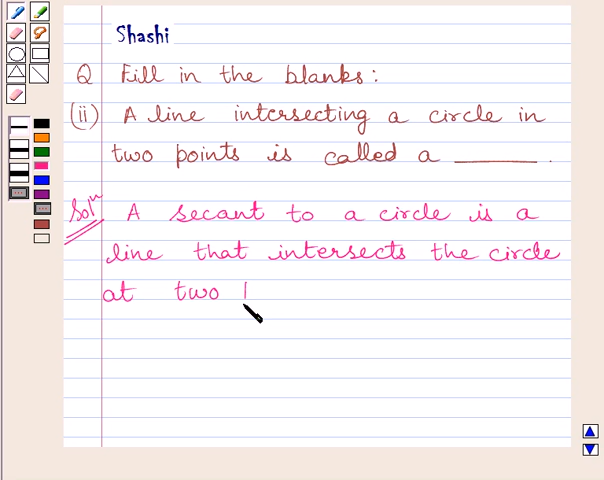 Shashi
Q Fill in the blanks:
(ii) A line intersecting a circle in
two points is called a ______.
Solⁿ A secant to a circle is a
line that intersects the circle
at two